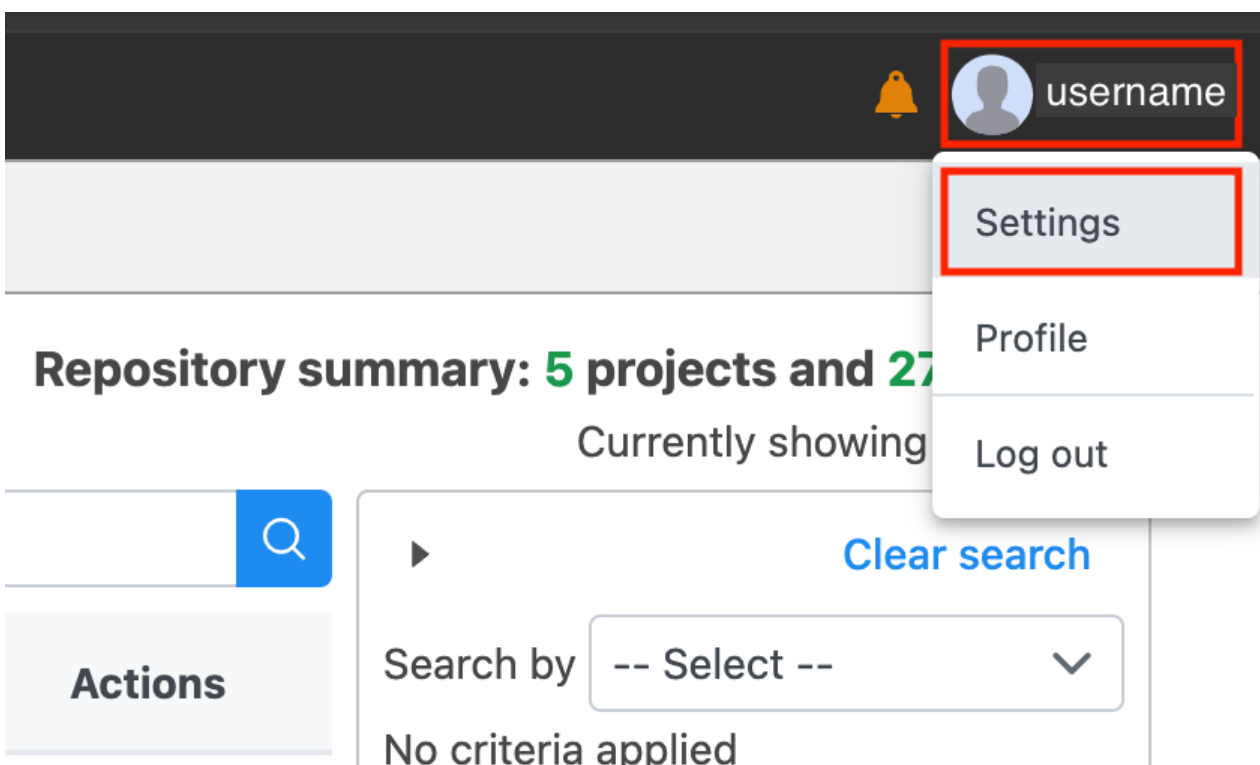 username
Settings
Profile
Log out
Repository summary: 5 projects and 27
Currently showing
Clear search
Search by -- Select --
Actions
No criteria applied